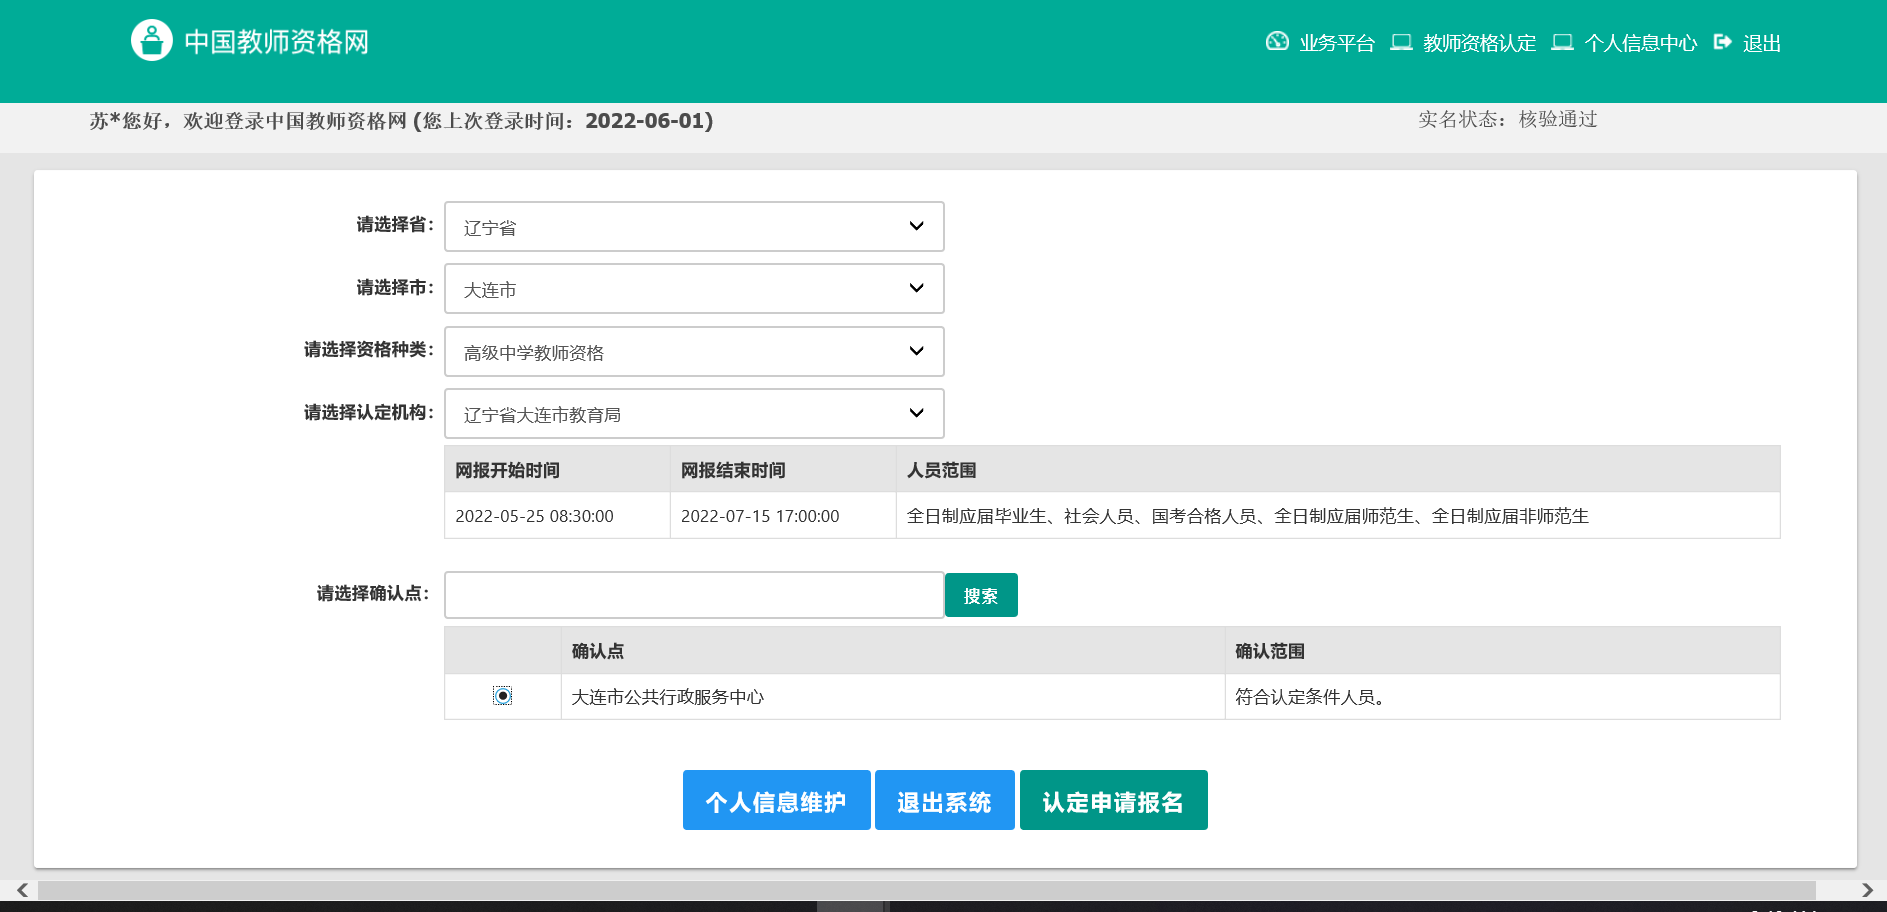 中国教师资格网
业务平台 教师资格认定 个人信息中心 退出
苏*您好，欢迎登录中国教师资格网 (您上次登录时间：2022-06-01)
实名状态：核验通过
请选择省： 辽宁省
请选择市： 大连市
请选择资格种类： 高级中学教师资格
请选择认定机构： 辽宁省大连市教育局
网报开始时间 网报结束时间 人员范围
2022-05-25 08:30:00 2022-07-15 17:00:00 全日制应届毕业生、社会人员、国考合格人员、全日制应届师范生、全日制应届非师范生
请选择确认点： 搜索
确认点 确认范围
大连市公共行政服务中心 符合认定条件人员。
个人信息维护 退出系统 认定申请报名